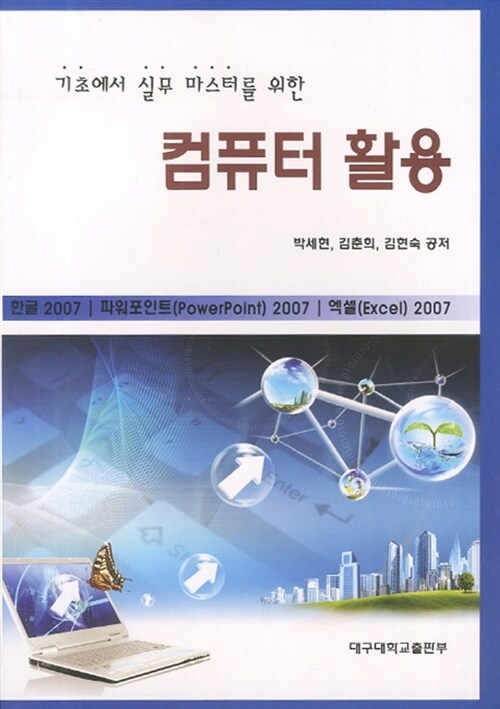 기초에서 실무 마스터를 위한
컴퓨터 활용
박세현, 김춘희, 김현숙 공저
한글 2007 | 파워포인트(PowerPoint) 2007 | 엑셀(Excel) 2007
Enter
대구대학교출판부